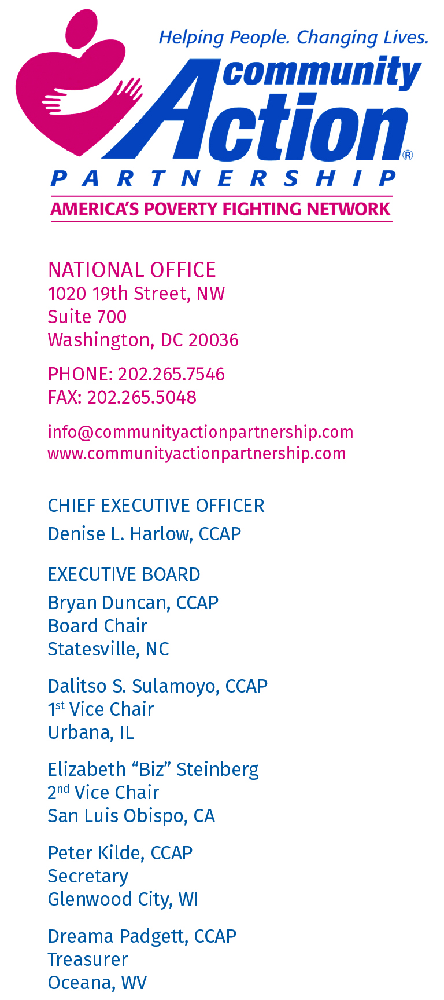 Helping People. Changing Lives.
community
Action®
PARTNERSHIP
AMERICA'S POVERTY FIGHTING NETWORK
NATIONAL OFFICE
1020 19th Street, NW
Suite 700
Washington, DC 20036
PHONE: 202.265.7546
FAX: 202.265.5048
info@communityactionpartnership.com
www.communityactionpartnership.com
CHIEF EXECUTIVE OFFICER
Denise L. Harlow, CCAP
EXECUTIVE BOARD
Bryan Duncan, CCAP
Board Chair
Statesville, NC
Dalitso S. Sulamoyo, CCAP
1st Vice Chair
Urbana, IL
Elizabeth “Biz” Steinberg
2nd Vice Chair
San Luis Obispo, CA
Peter Kilde, CCAP
Secretary
Glenwood City, WI
Dreama Padgett, CCAP
Treasurer
Oceana, WV